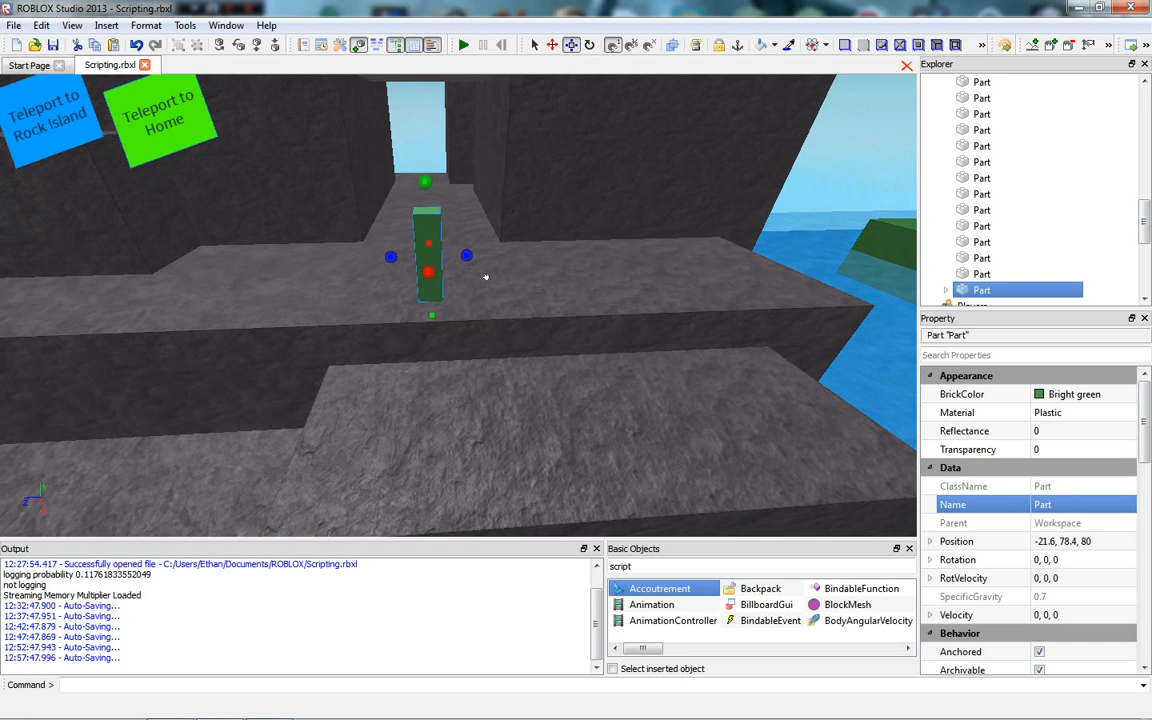 ROBLOX Studio 2013 - Scripting.rbxl
File Edit View Insert Format Tools Window Help
Start Page Scripting.rbxl
Teleport to
Rock Island
Teleport to
Home
Explorer
Part
Part
Part
Part
Part
Part
Part
Part
Part
Part
Part
Part
Part
Part
Property
Part "Part"
Search Properties
Appearance
BrickColor Bright green
Material Plastic
Reflectance 0
Transparency 0
Data
ClassName Part
Name Part
Parent Workspace
Position -21.6, 78.4, 80
Rotation 0, 0, 0
RotVelocity 0, 0, 0
SpecificGravity 0.7
Velocity 0, 0, 0
Behavior
Anchored
Archivable
Output
12:27:54.417 - Successfully opened file - C:/Users/Ethan/Documents/ROBLOX/Scripting.rbxl
logging probability 0.11761833552049
not logging
Streaming Memory Multiplier Loaded
12:32:47.900 - Auto-Saving...
12:37:47.951 - Auto-Saving...
12:42:47.879 - Auto-Saving...
12:47:47.869 - Auto-Saving...
12:52:47.943 - Auto-Saving...
12:57:47.996 - Auto-Saving...
Basic Objects
script
Accoutrement Backpack BindableFunction
Animation BillboardGui BlockMesh
AnimationController BindableEvent BodyAngularVelocity
Select inserted object
Command >